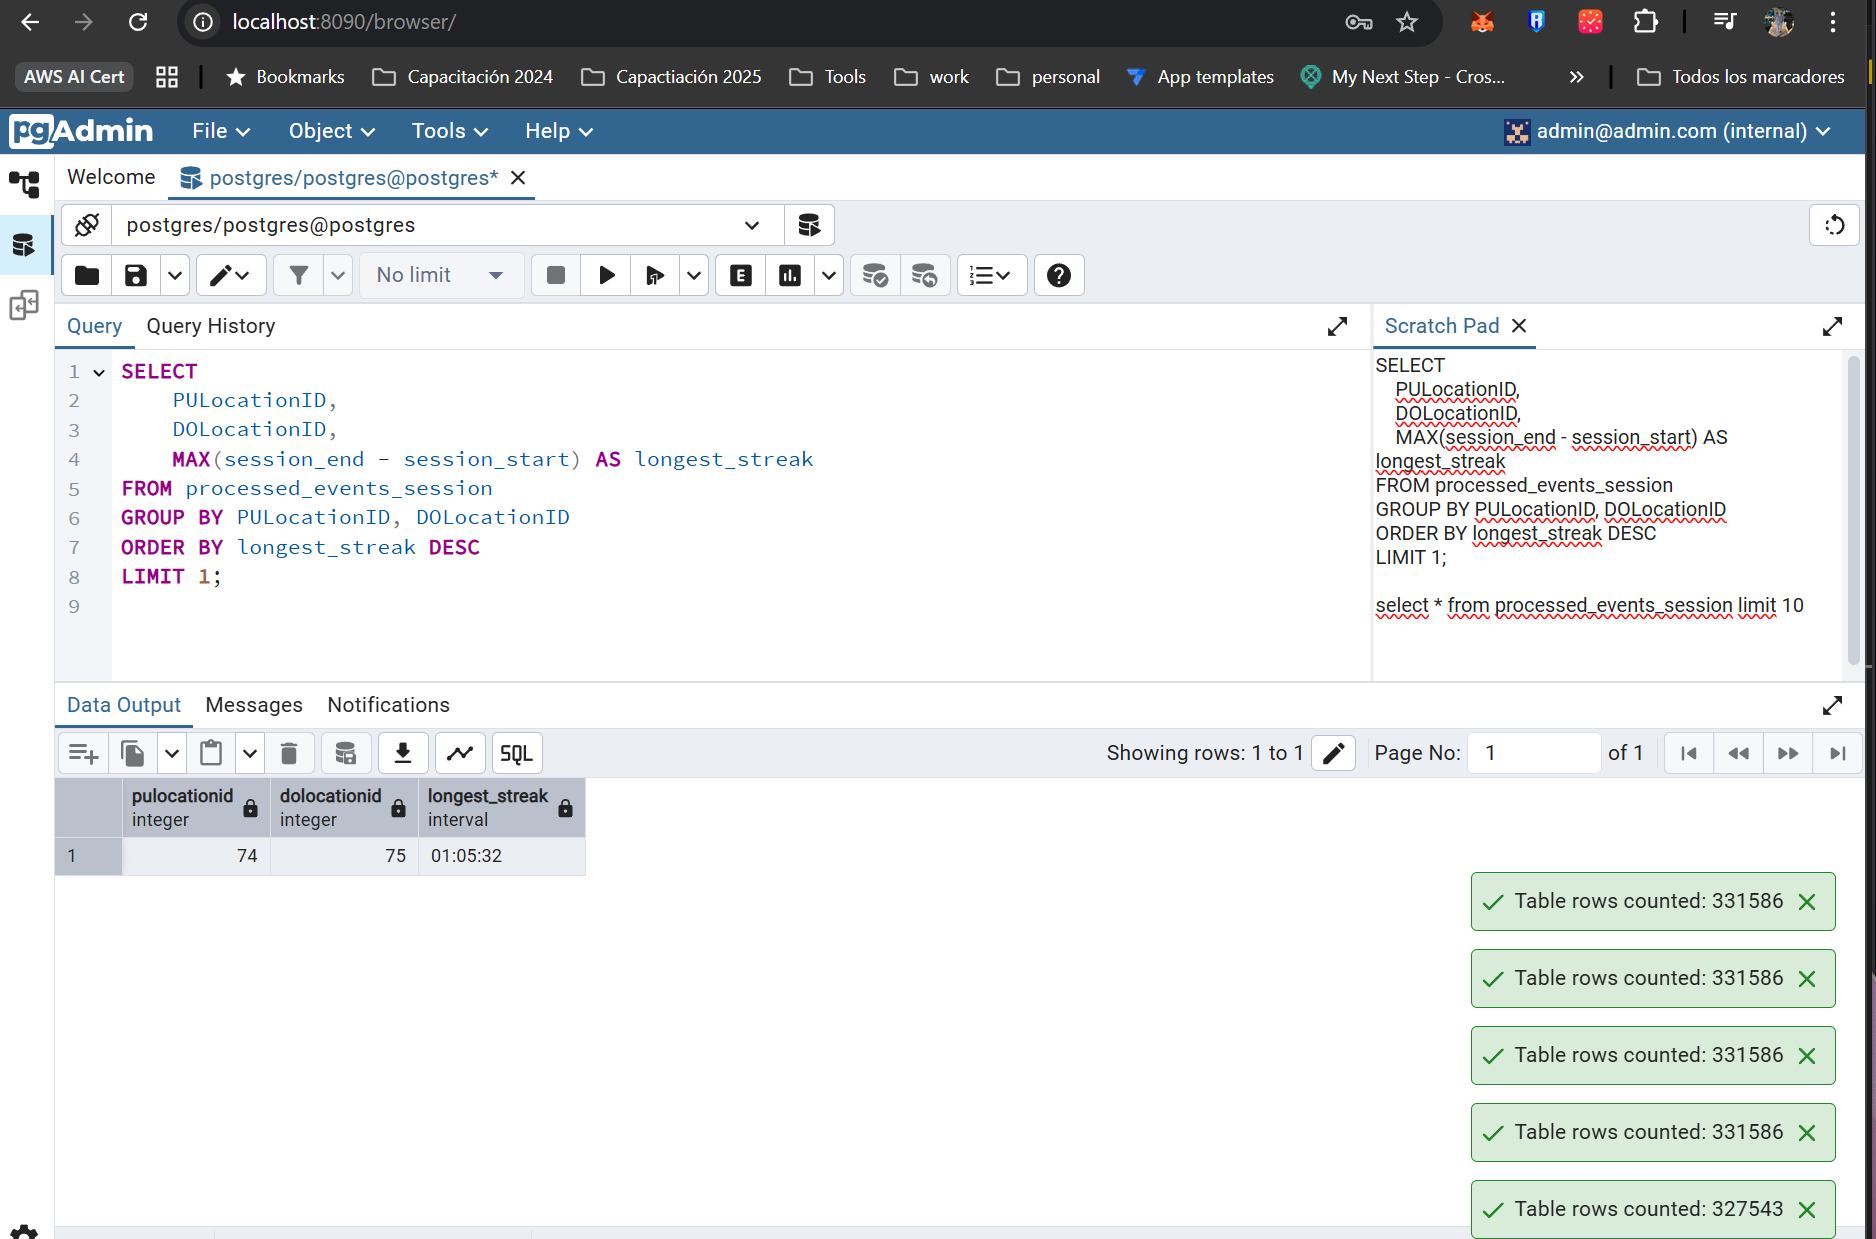 localhost:8090/browser/
AWS AI Cert
Bookmarks
Capacitación 2024
Capactiación 2025
Tools
work
personal
App templates
My Next Step - Cros...
»
Todos los marcadores
pgAdmin
File
Object
Tools
Help
admin@admin.com (internal)
Welcome
postgres/postgres@postgres*
postgres/postgres@postgres
No limit
E
Query
Query History
1 SELECT
2 PULocationID,
3 DOLocationID,
4 MAX(session_end - session_start) AS longest_streak
5 FROM processed_events_session
6 GROUP BY PULocationID, DOLocationID
7 ORDER BY longest_streak DESC
8 LIMIT 1;
9
Scratch Pad
SELECT
PULocationID,
DOLocationID,
MAX(session_end - session_start) AS
longest_streak
FROM processed_events_session
GROUP BY PULocationID, DOLocationID
ORDER BY longest_streak DESC
LIMIT 1;
select * from processed_events_session limit 10
Data Output
Messages
Notifications
SQL
Showing rows: 1 to 1
Page No:
1
of 1
pulocationid
integer
dolocationid
integer
longest_streak
interval
1 74 75 01:05:32
Table rows counted: 331586
Table rows counted: 331586
Table rows counted: 331586
Table rows counted: 331586
Table rows counted: 327543